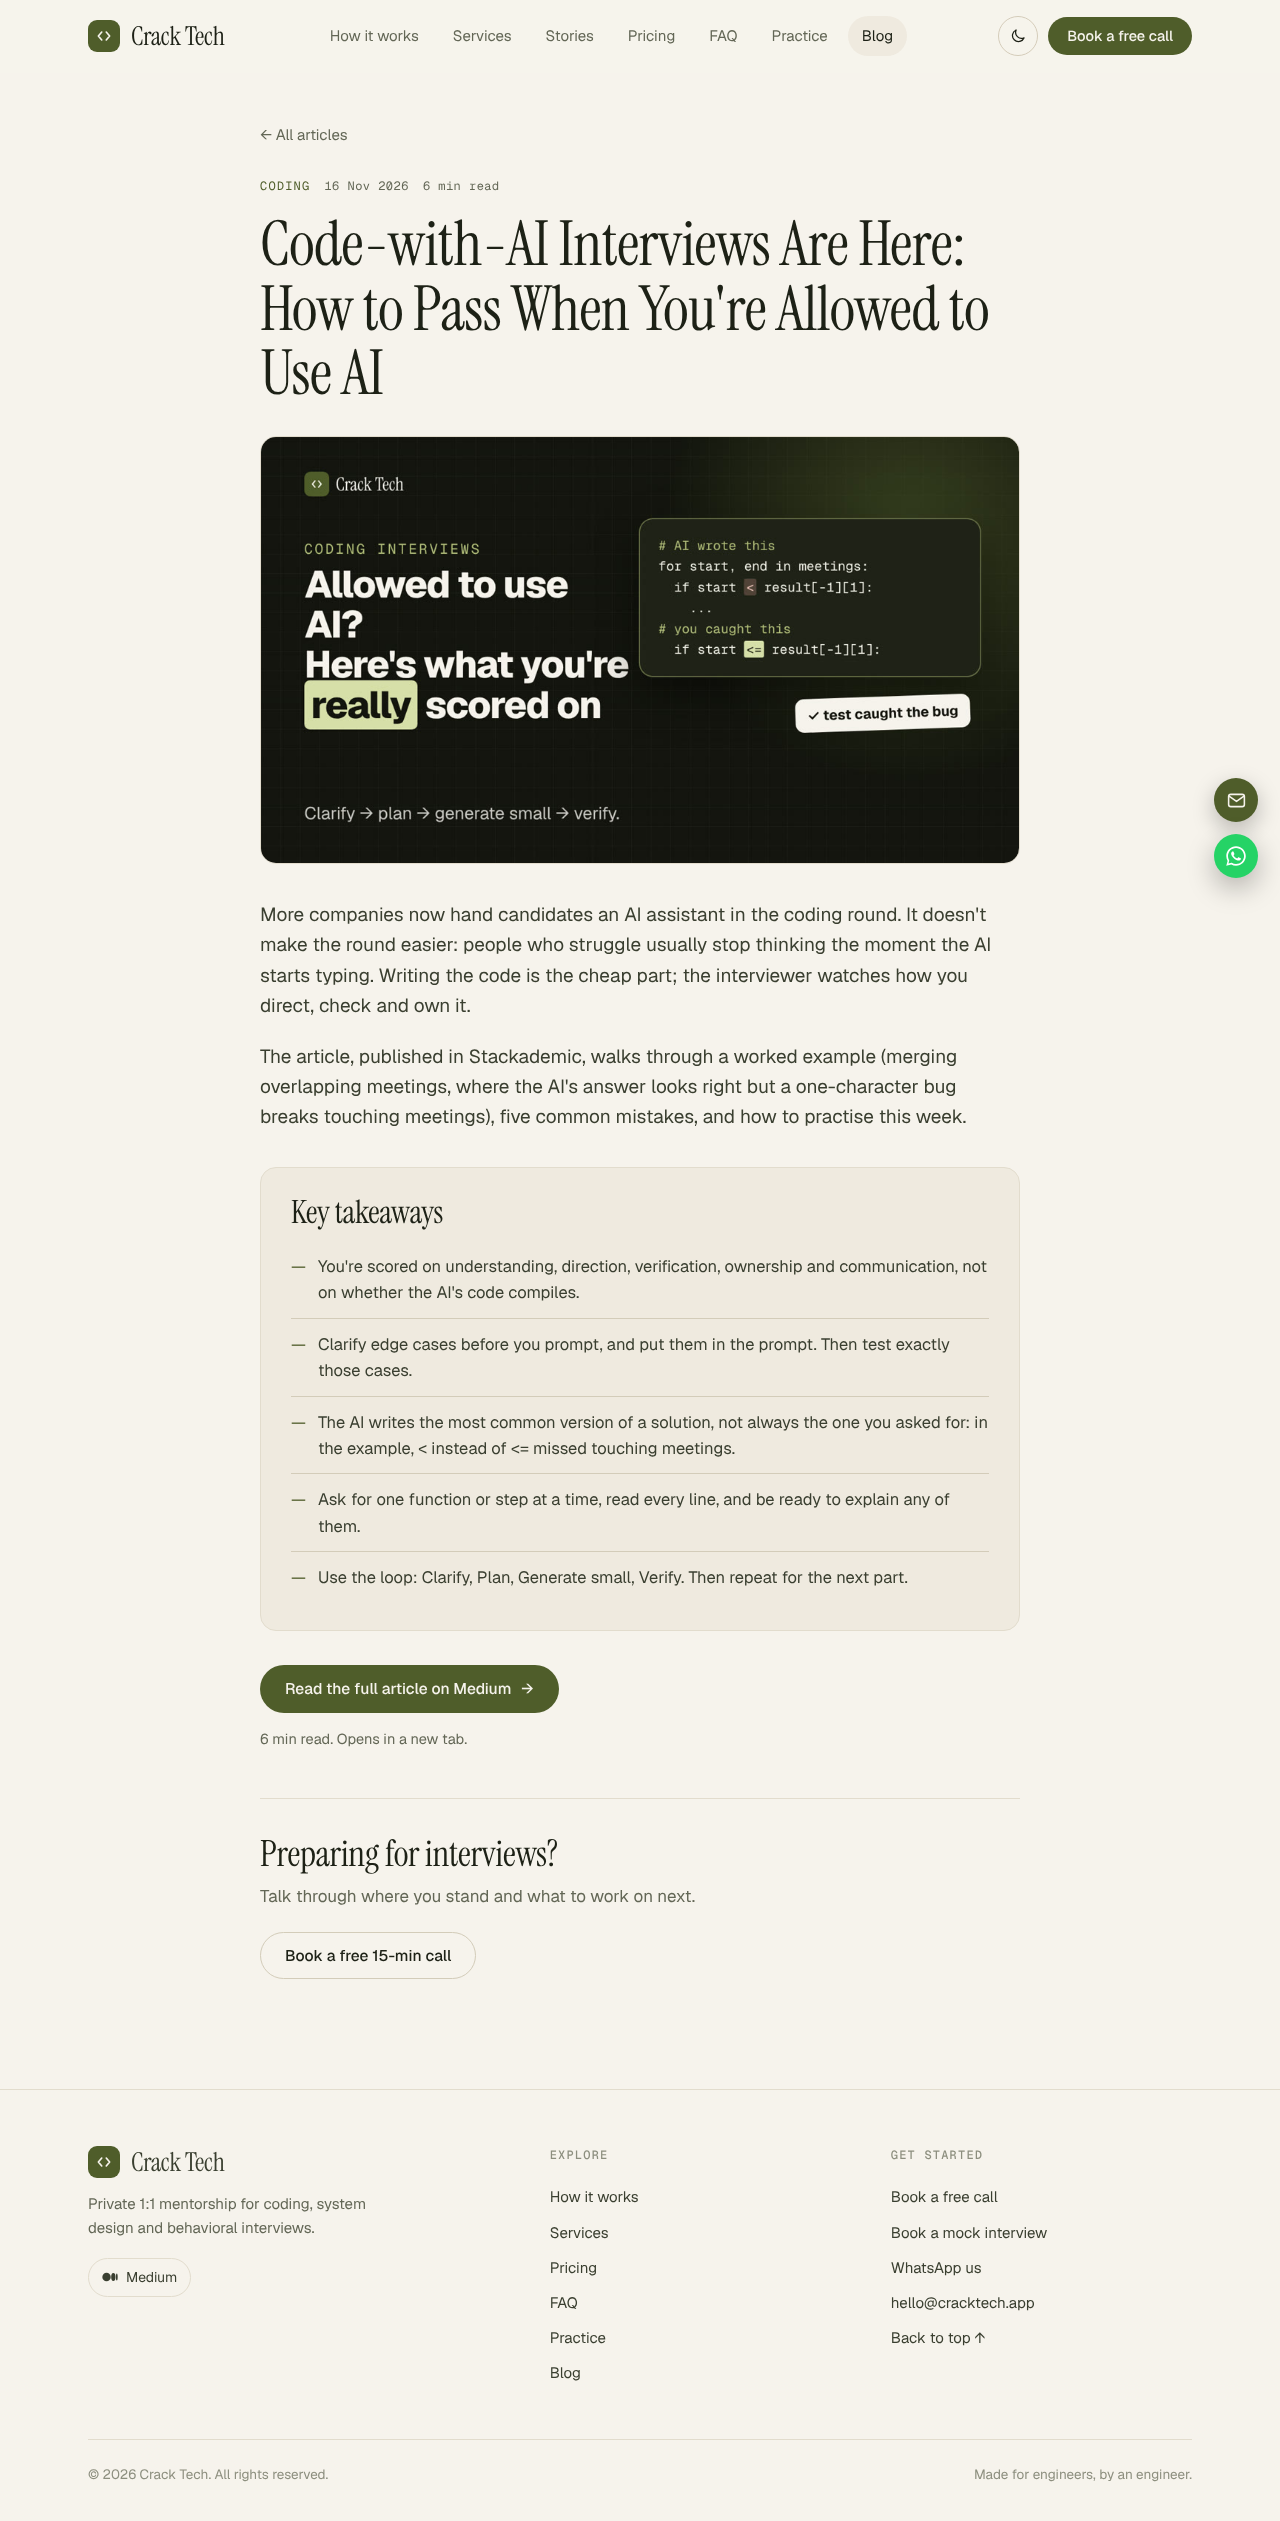 Crack Tech
How it works
Services
Stories
Pricing
FAQ
Practice
Blog
Book a free call
← All articles
CODING 16 Nov 2026 6 min read
Code-with-AI Interviews Are Here:
How to Pass When You're Allowed to
Use AI
Crack Tech
CODING INTERVIEWS
Allowed to use
AI?
Here's what you're
really scored on
Clarify → plan → generate small → verify.
# AI wrote this
for start, end in meetings:
if start < result[-1][1]:
...
# you caught this
if start <= result[-1][1]:
✓ test caught the bug
More companies now hand candidates an AI assistant in the coding round. It doesn't
make the round easier: people who struggle usually stop thinking the moment the AI
starts typing. Writing the code is the cheap part; the interviewer watches how you
direct, check and own it.
The article, published in Stackademic, walks through a worked example (merging
overlapping meetings, where the AI's answer looks right but a one-character bug
breaks touching meetings), five common mistakes, and how to practise this week.
Key takeaways
— You're scored on understanding, direction, verification, ownership and communication, not
on whether the AI's code compiles.
— Clarify edge cases before you prompt, and put them in the prompt. Then test exactly
those cases.
— The AI writes the most common version of a solution, not always the one you asked for: in
the example, < instead of <= missed touching meetings.
— Ask for one function or step at a time, read every line, and be ready to explain any of
them.
— Use the loop: Clarify, Plan, Generate small, Verify. Then repeat for the next part.
Read the full article on Medium →
6 min read. Opens in a new tab.
Preparing for interviews?
Talk through where you stand and what to work on next.
Book a free 15-min call
Crack Tech
Private 1:1 mentorship for coding, system
design and behavioral interviews.
Medium
EXPLORE
How it works
Services
Pricing
FAQ
Practice
Blog
GET STARTED
Book a free call
Book a mock interview
WhatsApp us
hello@cracktech.app
Back to top ↑
© 2026 Crack Tech. All rights reserved.
Made for engineers, by an engineer.